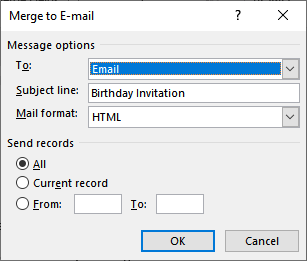 Merge to E-mail
Message options
To: Email
Subject line: Birthday Invitation
Mail format: HTML
Send records
All
Current record
From: To:
OK Cancel